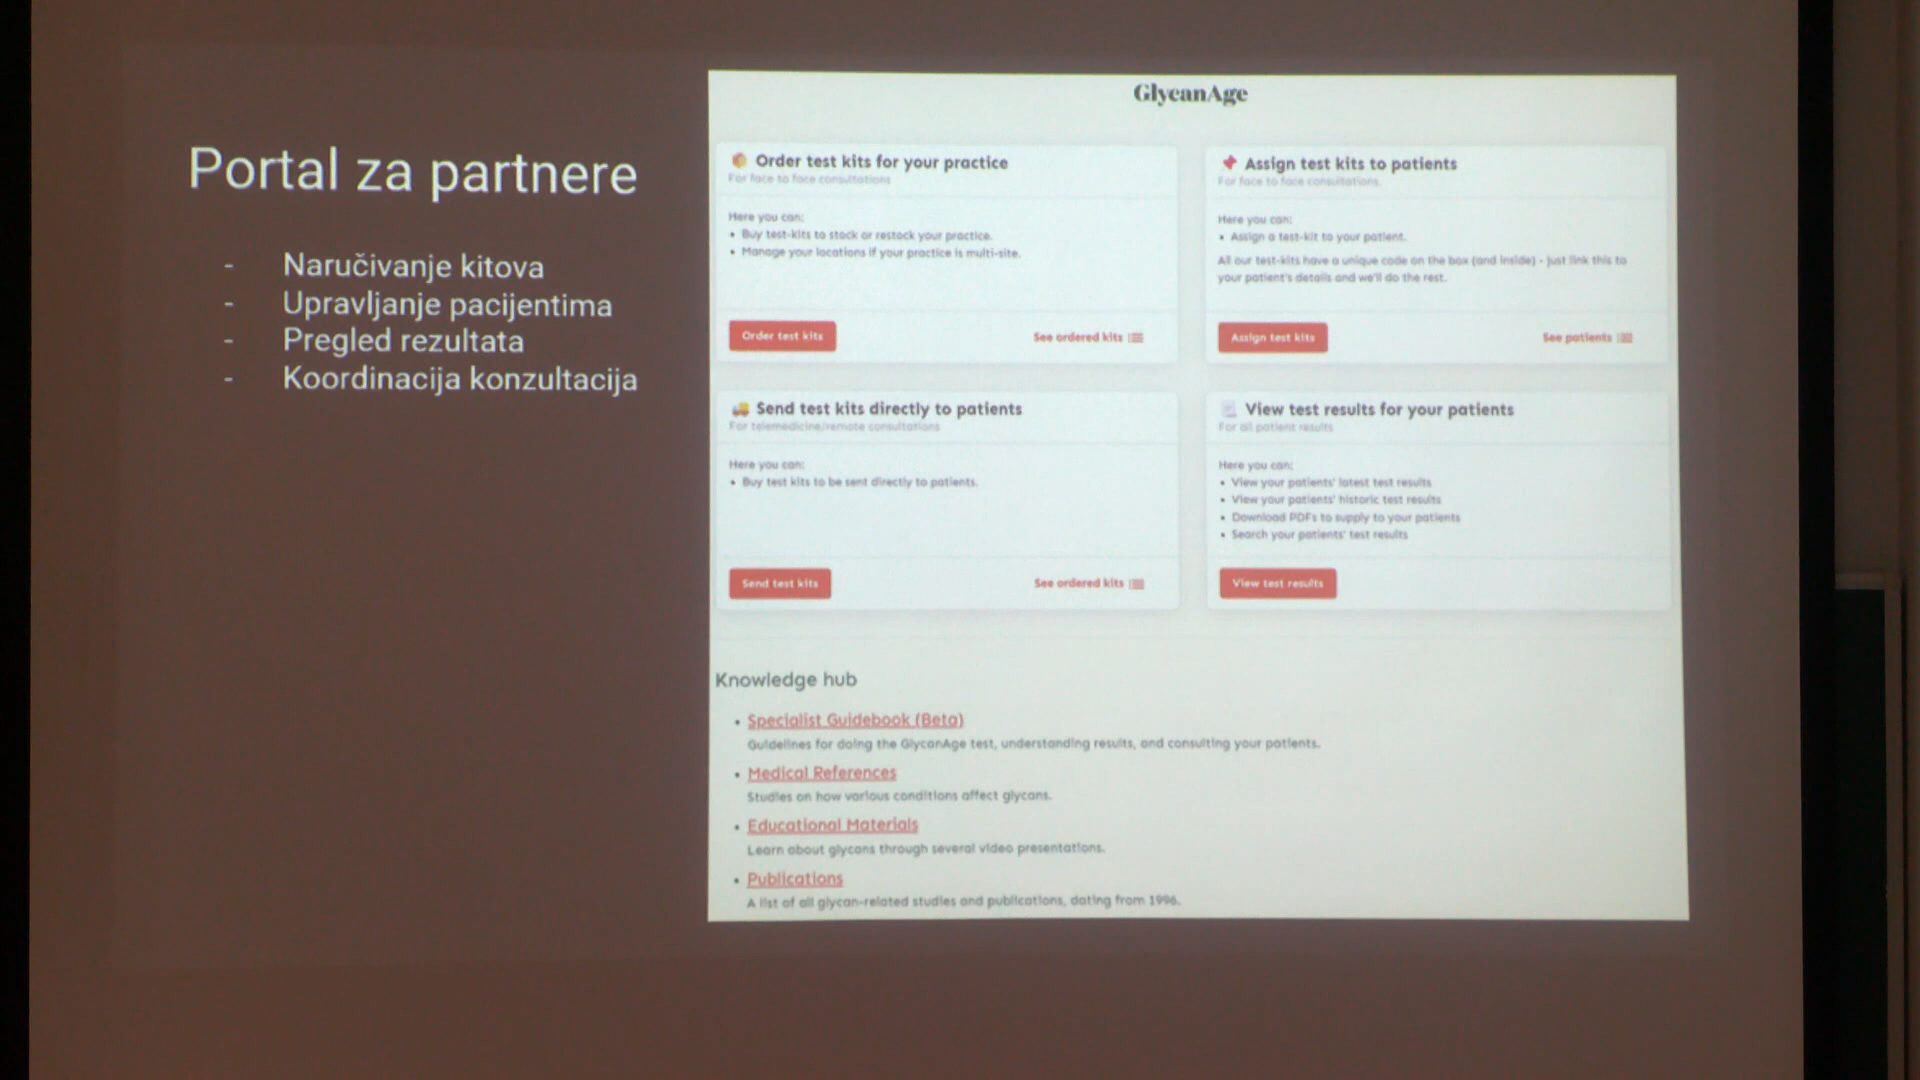 Portal za partnere
- Naručivanje kitova
- Upravljanje pacijentima
- Pregled rezultata
- Koordinacija konzultacija
GlycanAge
Order test kits for your practice
For face to face consultations
Here you can:
• Buy test-kits to stock or restock your practice.
• Manage your locations if your practice is multi-site.
Order test kits
See ordered kits
Assign test kits to patients
For face to face consultations.
Here you can:
• Assign a test-kit to your patient.
All our test-kits have a unique code on the box (and inside) - just link this to
your patient's details and we'll do the rest.
Assign test kits
See patients
Send test kits directly to patients
For telemedicine/remote consultations
Here you can:
• Buy test kits to be sent directly to patients.
Send test kits
See ordered kits
View test results for your patients
For all patient results
Here you can:
• View your patients' latest test results
• View your patients' historic test results
• Download PDFs to supply to your patients
• Search your patients' test results
View test results
Knowledge hub
• Specialist Guidebook (Beta)
Guidelines for doing the GlycanAge test, understanding results, and consulting your patients.
• Medical References
Studies on how various conditions affect glycans.
• Educational Materials
Learn about glycans through several video presentations.
• Publications
A list of all glycan-related studies and publications, dating from 1996.